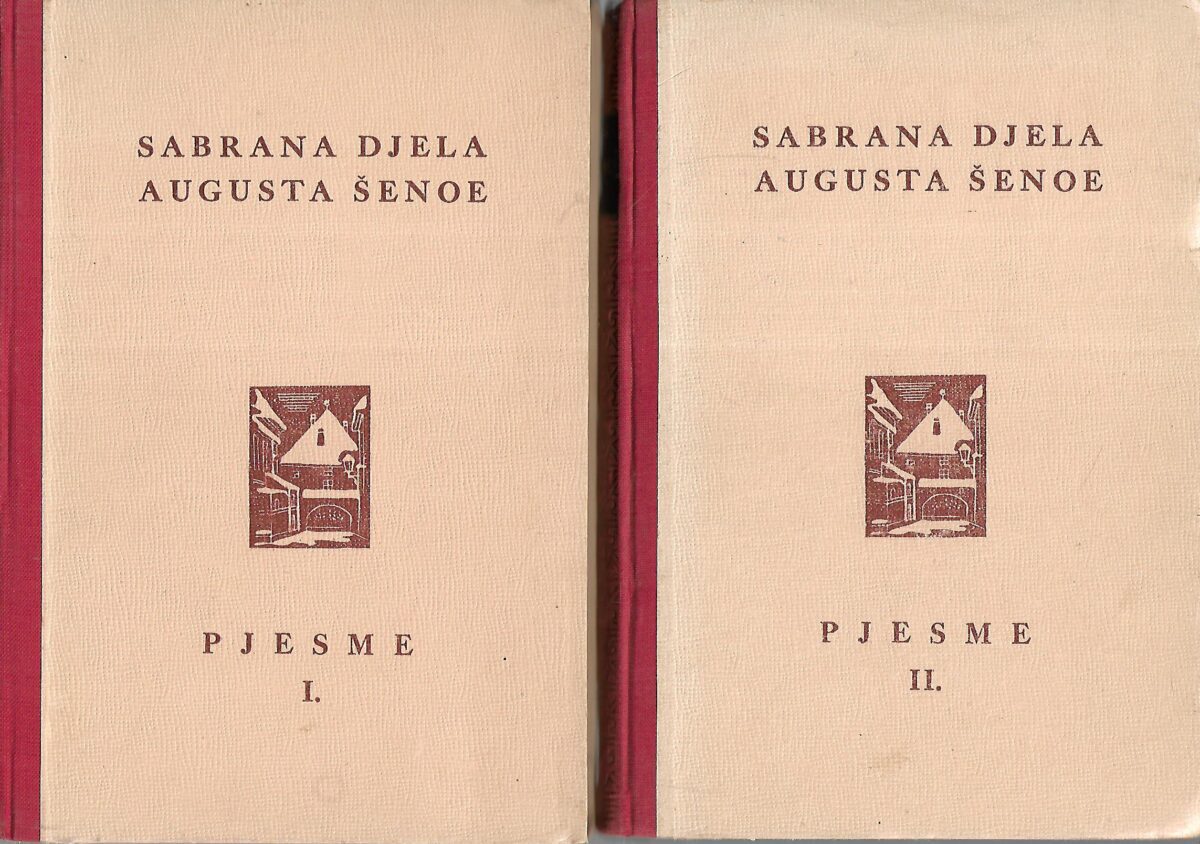 SABRANA DJELA
AUGUSTA ŠENOE
PJESME
I.
SABRANA DJELA
AUGUSTA ŠENOE
PJESME
II.